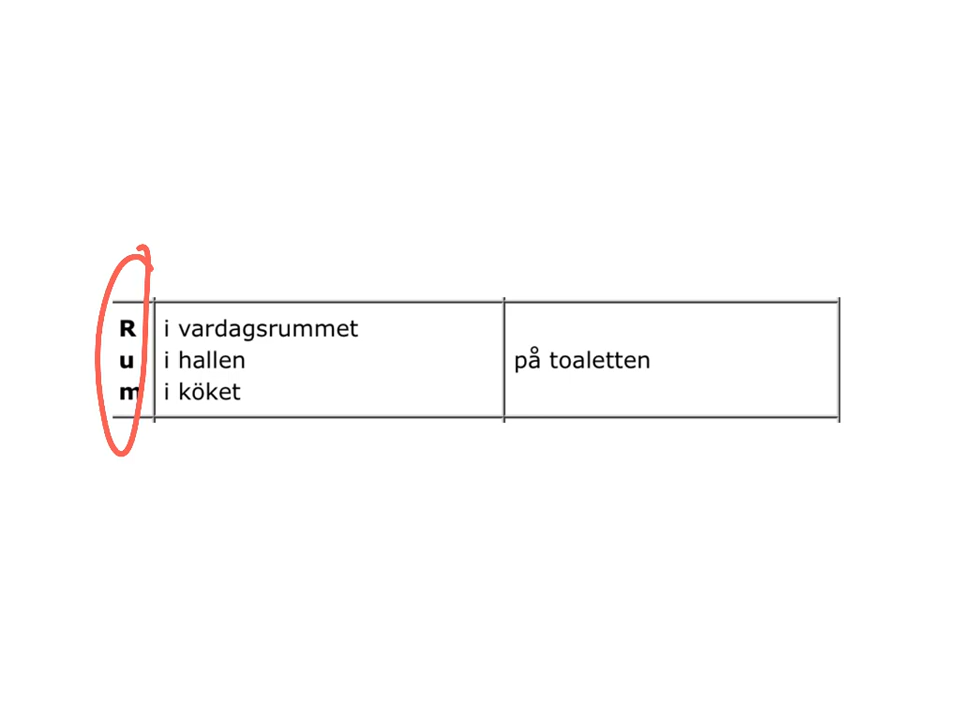 R
u
m
i vardagsrummet
i hallen
i köket
på toaletten